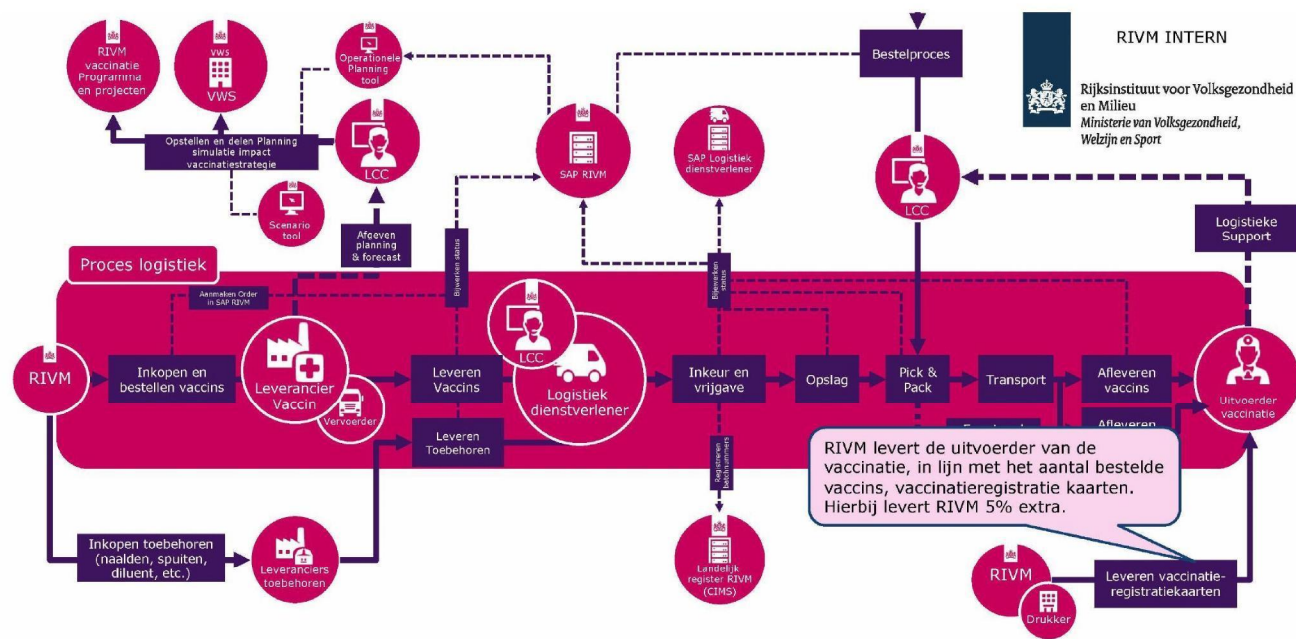 RIVM
vaccinatie
Programma
en projecten
vws
VWS
Operationele
Planning
tool
Bestelproces
RIVM INTERN
Rijksinstituut voor Volksgezondheid
en Milieu
Ministerie van Volksgezondheid,
Welzijn en Sport
Opstellen en delen Planning
simulatie impact
vaccinatiestrategie
LCC
SAP RIVM
SAP Logistiek
dienstverlener
LCC
Scenario
tool
Afgeven
planning
& forecast
Bijwerken status
Bijewerken
status
Logistieke
Support
Proces logistiek
Aanmaken Order
in SAP RIVM
RIVM
Inkopen en
bestellen vaccins
Leverancier
Vaccin
Vervoerder
Leveren
Vaccins
LCC
Logistiek
dienstverlener
Inkeur en
vrijgave
Opslag
Pick &
Pack
Transport
Afleveren
vaccins
Uitvoerder
vaccinatie
Leveren
Toebehoren
Afleveren
Registreren
batchnummers
RIVM levert de uitvoerder van de
vaccinatie, in lijn met het aantal bestelde
vaccins, vaccinatieregistratie kaarten.
Hierbij levert RIVM 5% extra.
Inkopen toebehoren
(naalden, spuiten,
diluent, etc.)
Leveranciers
toebehoren
Landelijk
register RIVM
(CIMS)
RIVM
Drukker
Leveren vaccinatie-
registratiekaarten